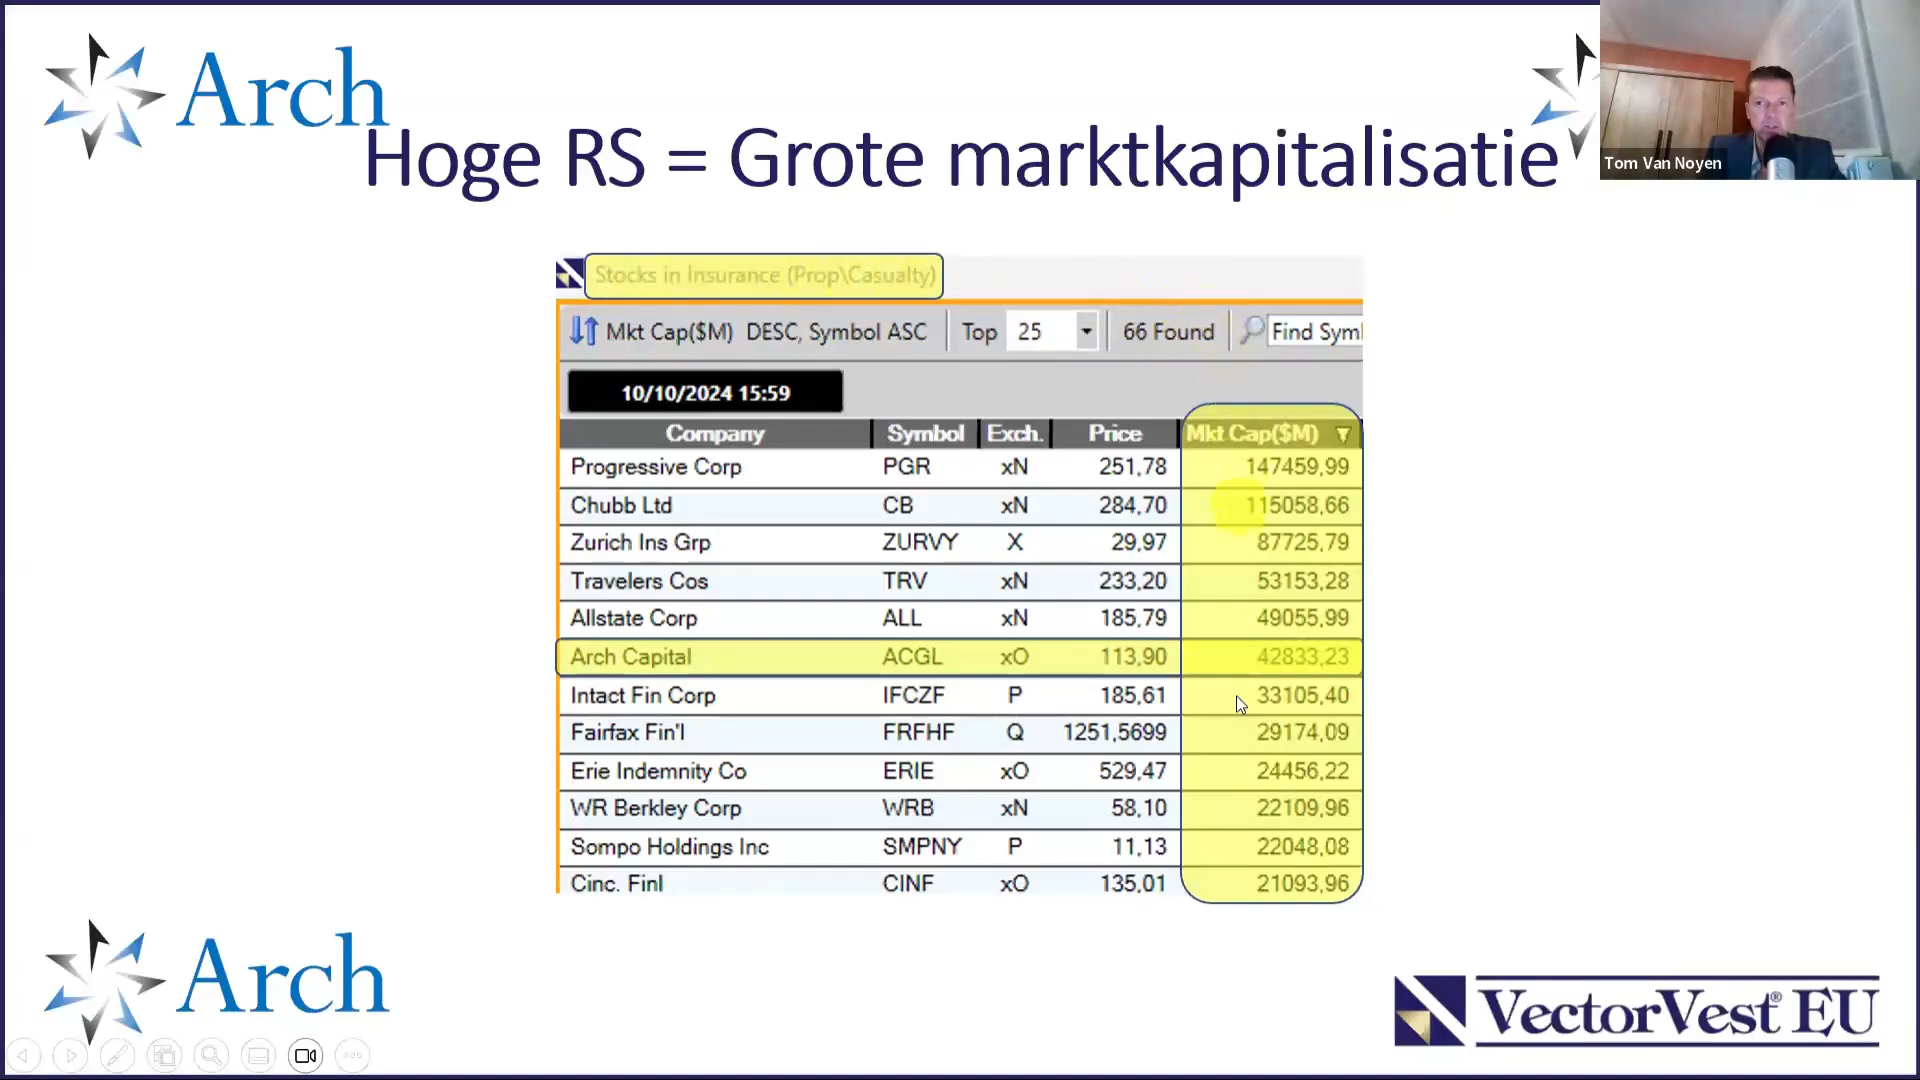 Arch
Tom Van Noyen
Hoge RS = Grote marktkapitalisatie
Stocks in Insurance (Prop\Casualty)
Mkt Cap($M) DESC, Symbol ASC Top 25 66 Found Find Sym
10/10/2024 15:59
Company Symbol Exch. Price Mkt Cap($M)
Progressive Corp PGR xN 251,78 147459,99
Chubb Ltd CB xN 284,70 115058,66
Zurich Ins Grp ZURVY X 29,97 87725,79
Travelers Cos TRV xN 233,20 53153,28
Allstate Corp ALL xN 185,79 49055,99
Arch Capital ACGL xO 113,90 42833,23
Intact Fin Corp IFCZF P 185,61 33105,40
Fairfax Fin'l FRFHF Q 1251,5699 29174,09
Erie Indemnity Co ERIE xO 529,47 24456,22
WR Berkley Corp WRB xN 58,10 22109,96
Sompo Holdings Inc SMPNY P 11,13 22048,08
Cinc. Finl CINF xO 135,01 21093,96
Arch
VectorVest® EU